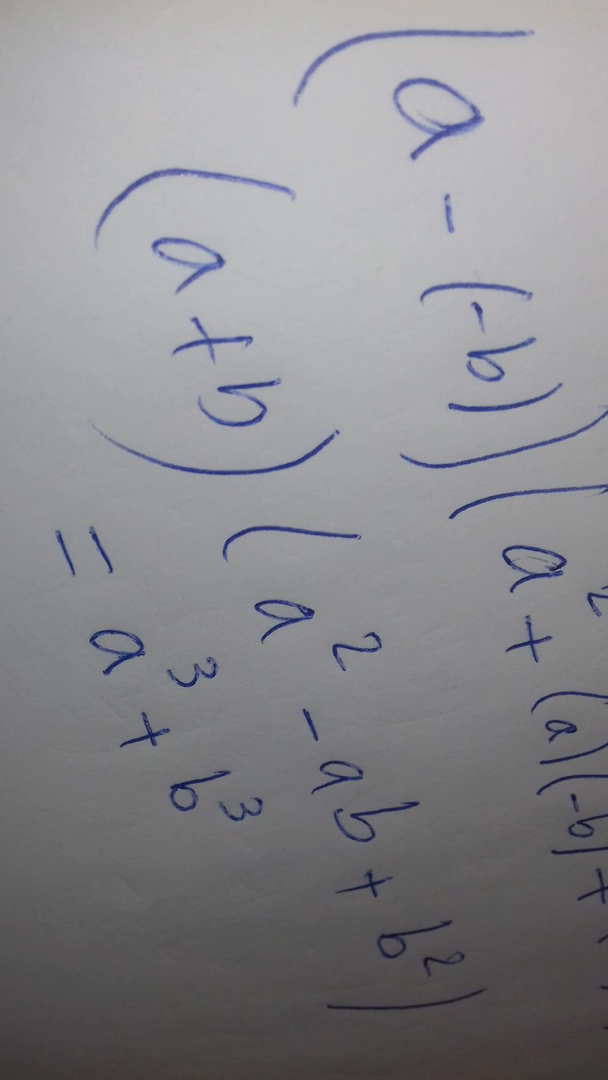 (a - (-b)) (a² + (a)(-b) +
(a + b) (a² - ab + b²)
= a³ + b³